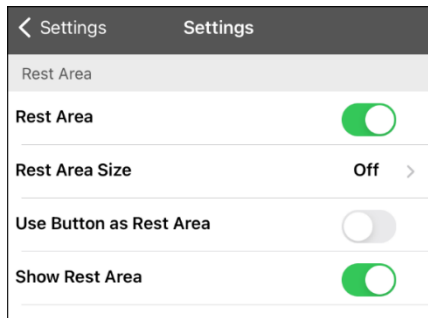 Settings Settings
Rest Area
Rest Area
Rest Area Size Off
Use Button as Rest Area
Show Rest Area